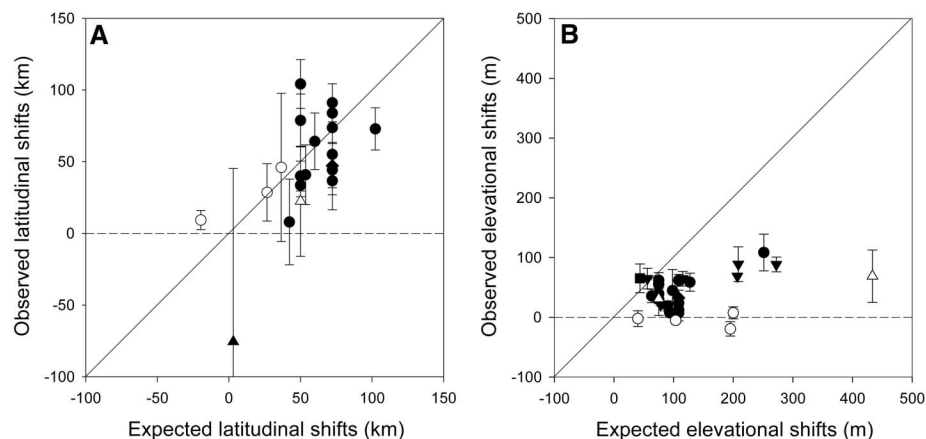 A
Observed latitudinal shifts (km)
150
100
50
0
-50
-100
-100 -50 0 50 100 150
Expected latitudinal shifts (km)
B
Observed elevational shifts (m)
500
400
300
200
100
0
-100
-100 0 100 200 300 400 500
Expected elevational shifts (m)